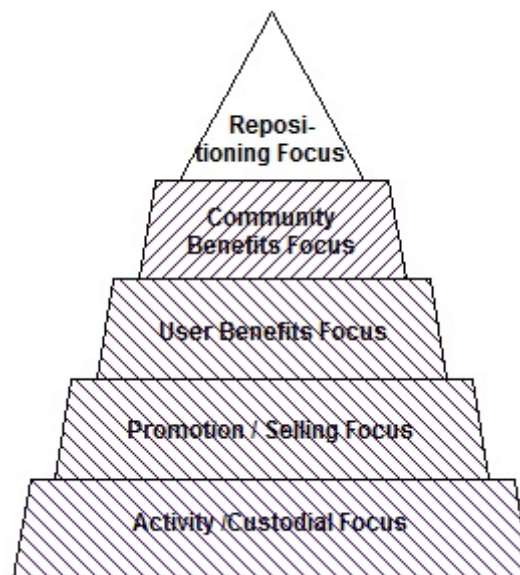 Reposi-
tioning Focus
Community
Benefits Focus
User Benefits Focus
Promotion / Selling Focus
Activity /Custodial Focus